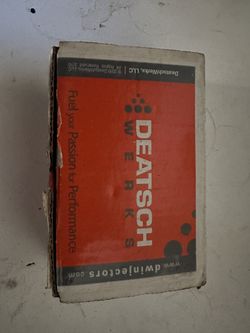 DEATSCH
WERKS
www.dwinjectors.com
Fuel your Passion for Performance
DeatschWerks, LLC